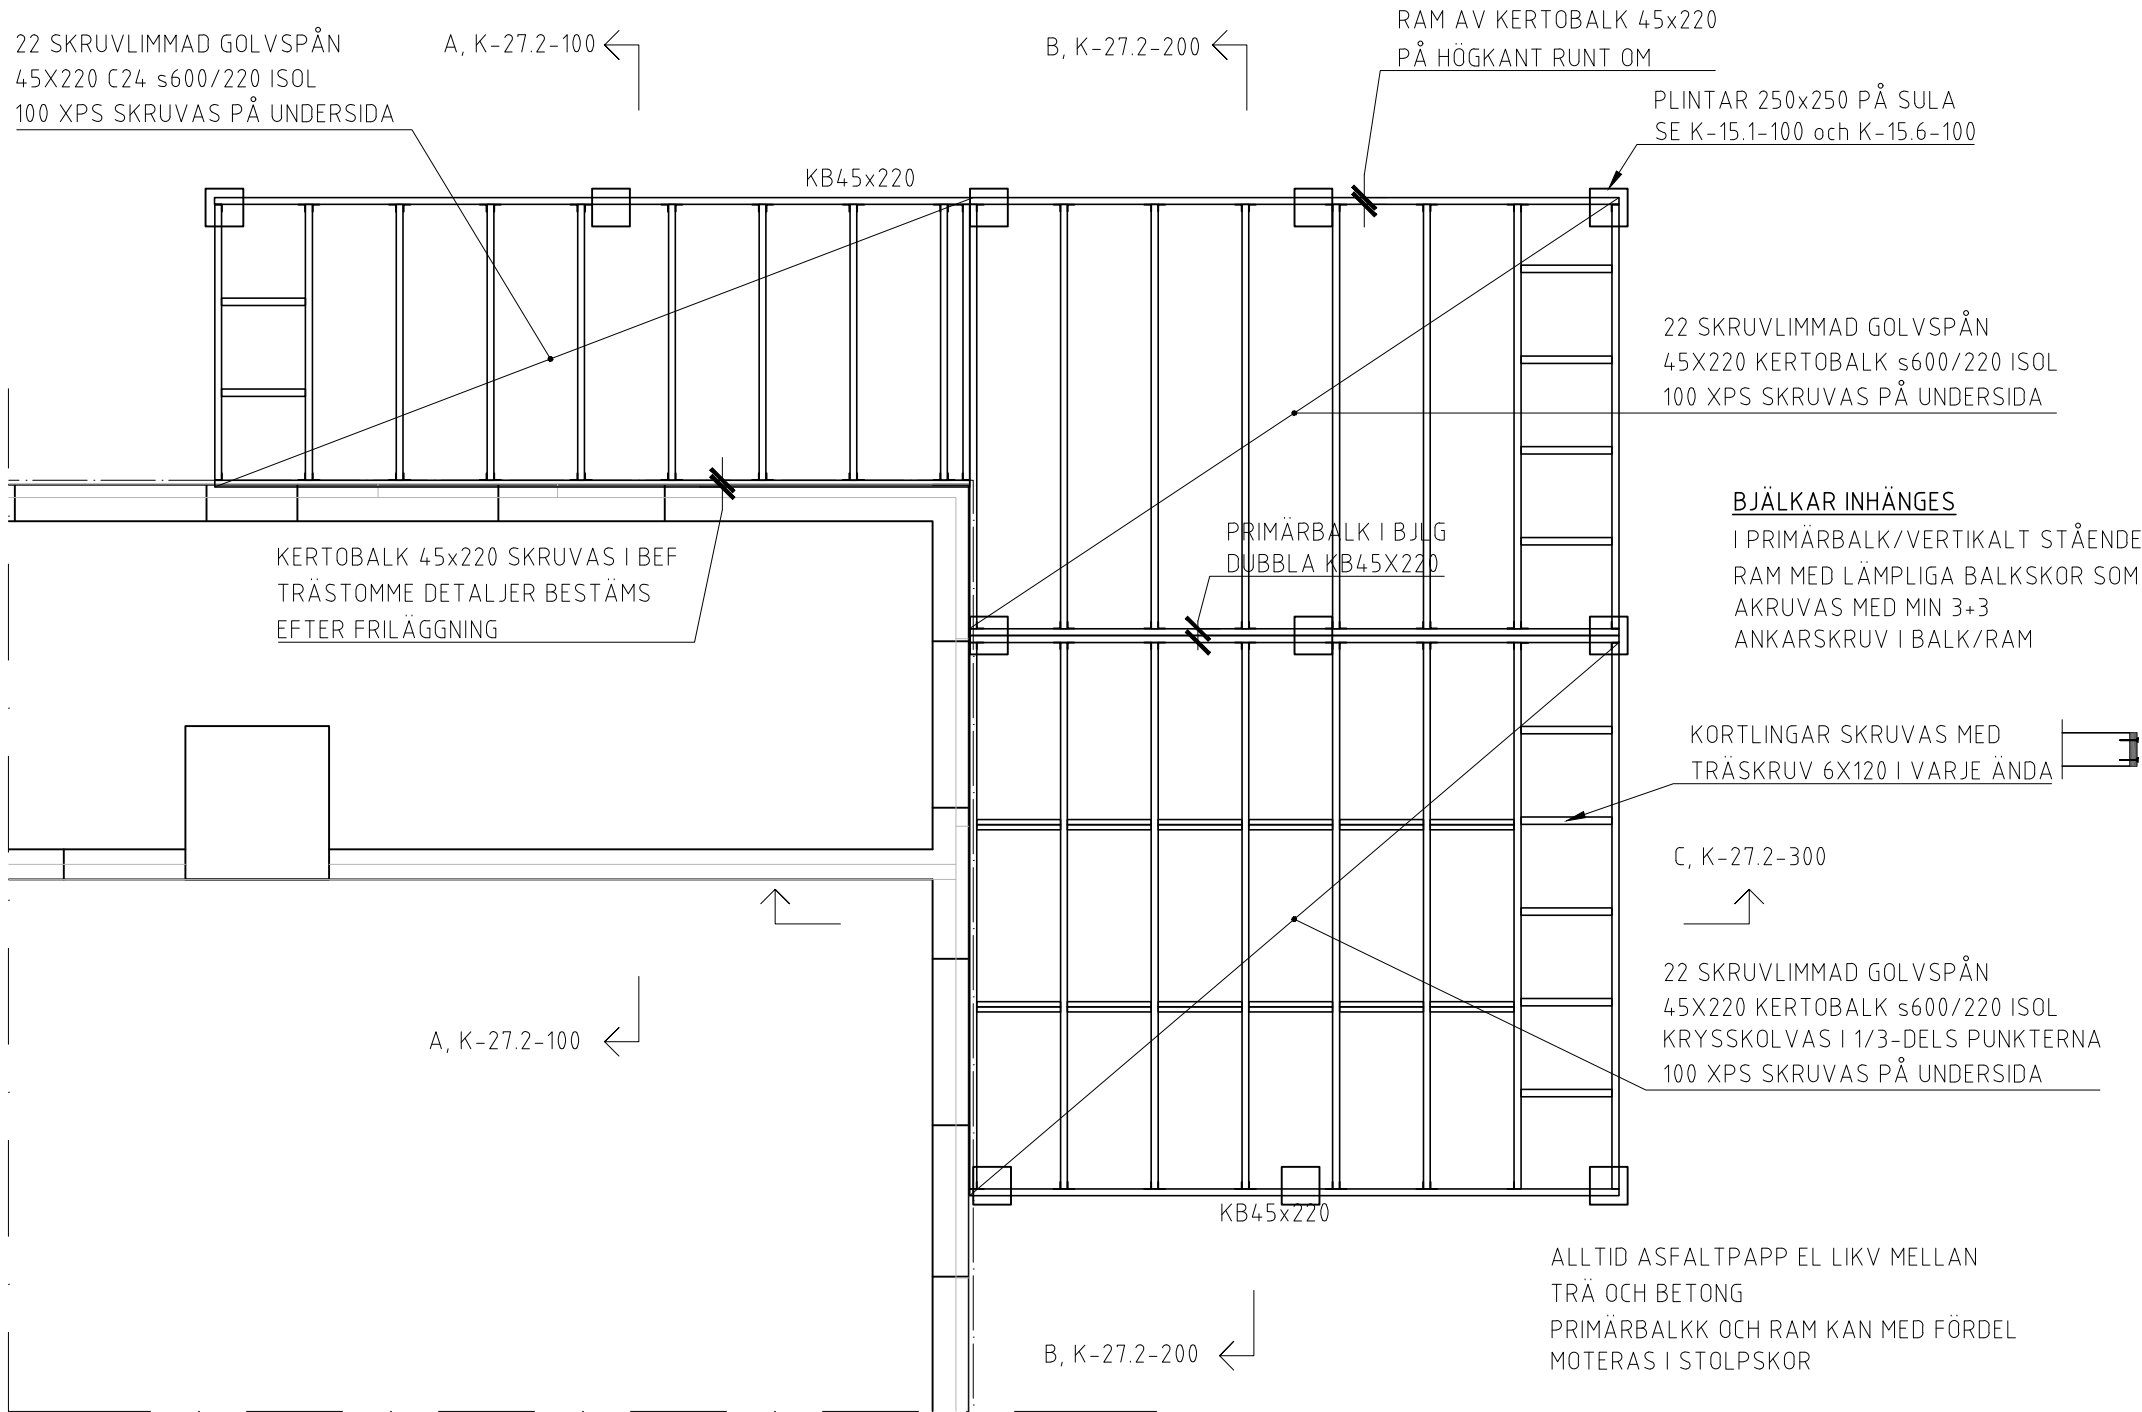 22 SKRUVLIMMAD GOLVSPÅN
45X220 C24 s600/220 ISOL
100 XPS SKRUVAS PÅ UNDERSIDA
A, K-27.2-100
B, K-27.2-200
RAM AV KERTOBALK 45x220
PÅ HÖGKANT RUNT OM
PLINTAR 250x250 PÅ SULA
SE K-15.1-100 och K-15.6-100
KB45x220
22 SKRUVLIMMAD GOLVSPÅN
45X220 KERTOBALK s600/220 ISOL
100 XPS SKRUVAS PÅ UNDERSIDA
BJÄLKAR INHÄNGES
I PRIMÄRBALK/VERTIKALT STÅENDE
RAM MED LÄMPLIGA BALKSKOR SOM
AKRUVAS MED MIN 3+3
ANKARSKRUV I BALK/RAM
PRIMÄRBALK I BJLG
DUBBLA KB45X220
KERTOBALK 45x220 SKRUVAS I BEF
TRÄSTOMME DETALJER BESTÄMS
EFTER FRILÄGGNING
KORTLINGAR SKRUVAS MED
TRÄSKRUV 6X120 I VARJE ÄNDA
C, K-27.2-300
22 SKRUVLIMMAD GOLVSPÅN
45X220 KERTOBALK s600/220 ISOL
KRYSSKOLVAS I 1/3-DELS PUNKTERNA
100 XPS SKRUVAS PÅ UNDERSIDA
A, K-27.2-100
KB45x220
B, K-27.2-200
ALLTID ASFALTPAPP EL LIKV MELLAN
TRÄ OCH BETONG
PRIMÄRBALKK OCH RAM KAN MED FÖRDEL
MOTERAS I STOLPSKOR